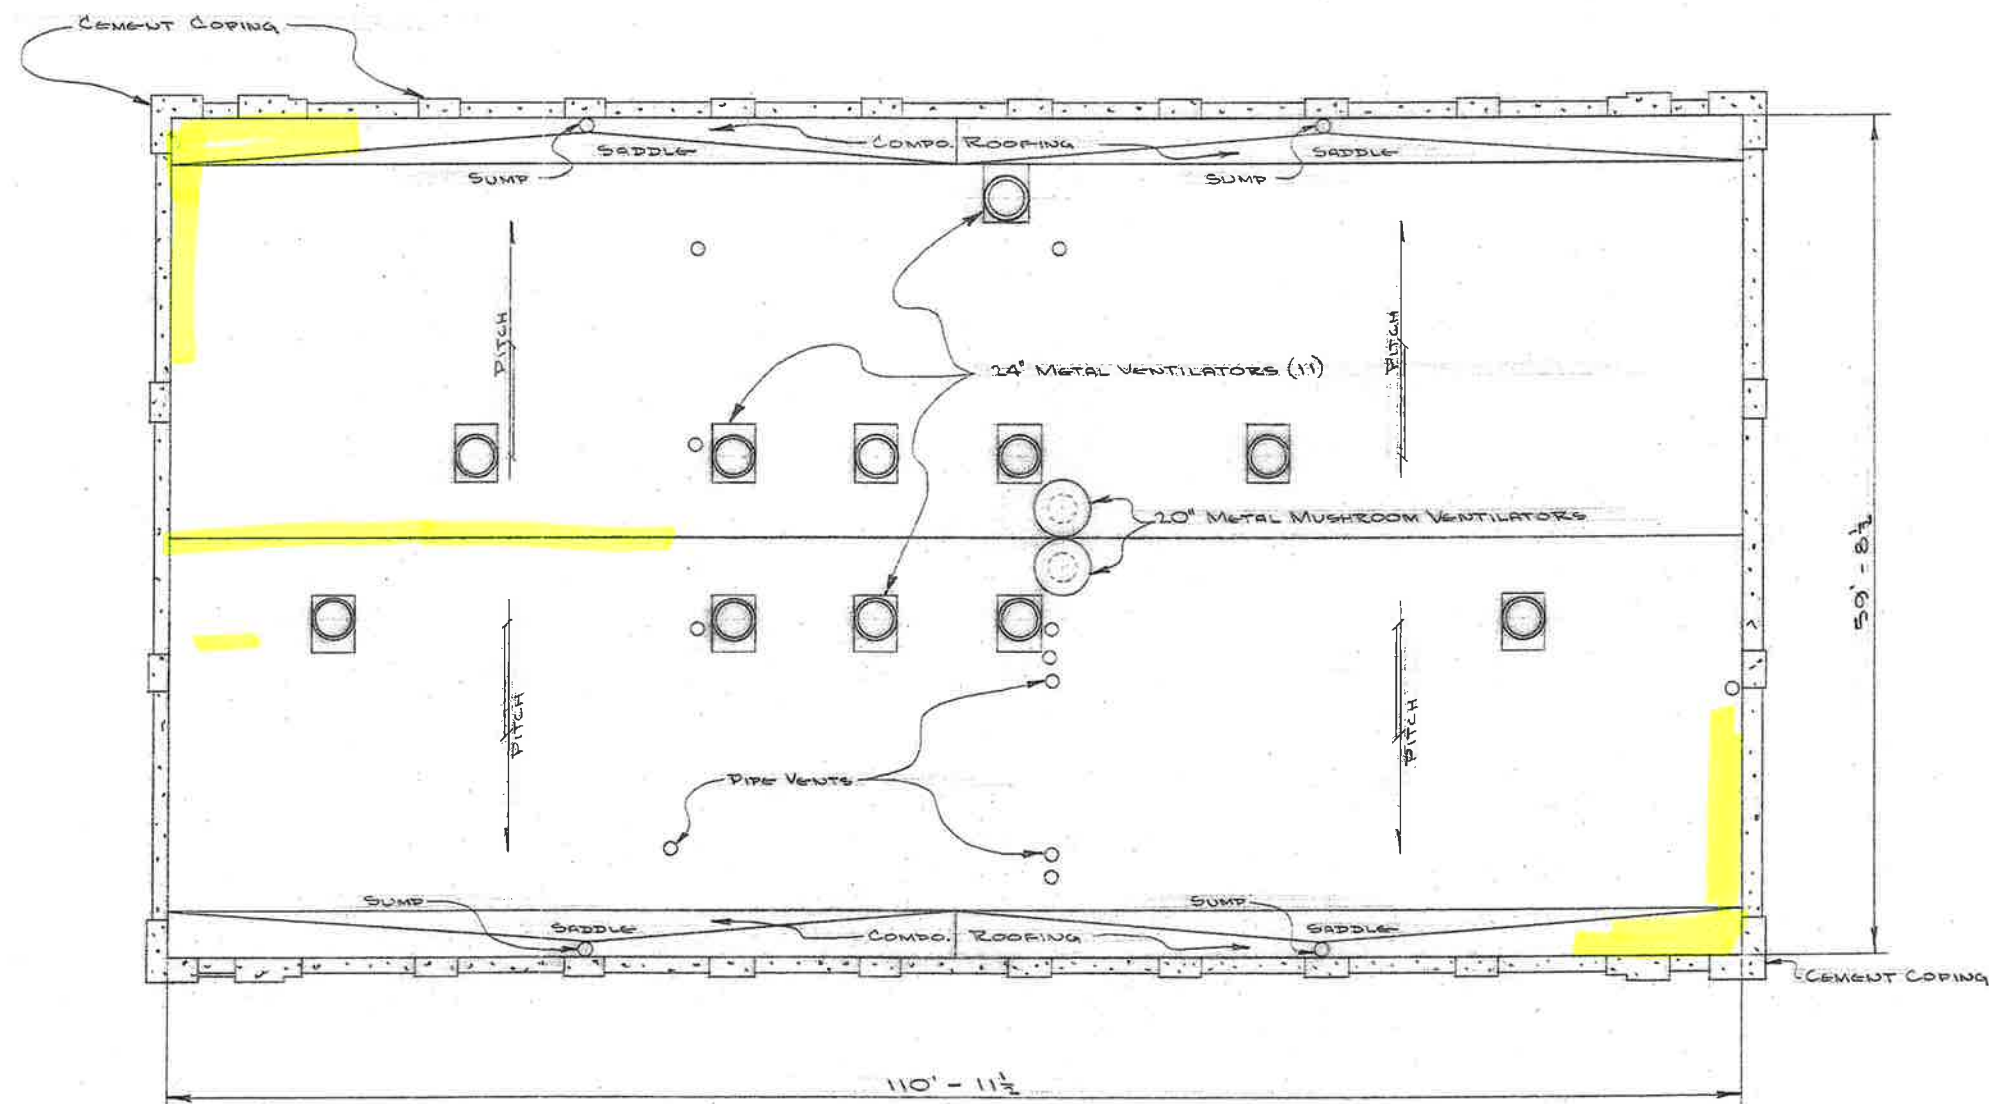 CEMENT COPING
SADDLE
COMPO. ROOFING
SADDLE
SUMP
SUMP
PITCH
PITCH
24" METAL VENTILATORS (11)
20" METAL MUSHROOM VENTILATORS
59' - 8½
PITCH
PITCH
PIPE VENTS
SUMP
SUMP
SADDLE
COMPO. ROOFING
SADDLE
CEMENT COPING
110' - 11½